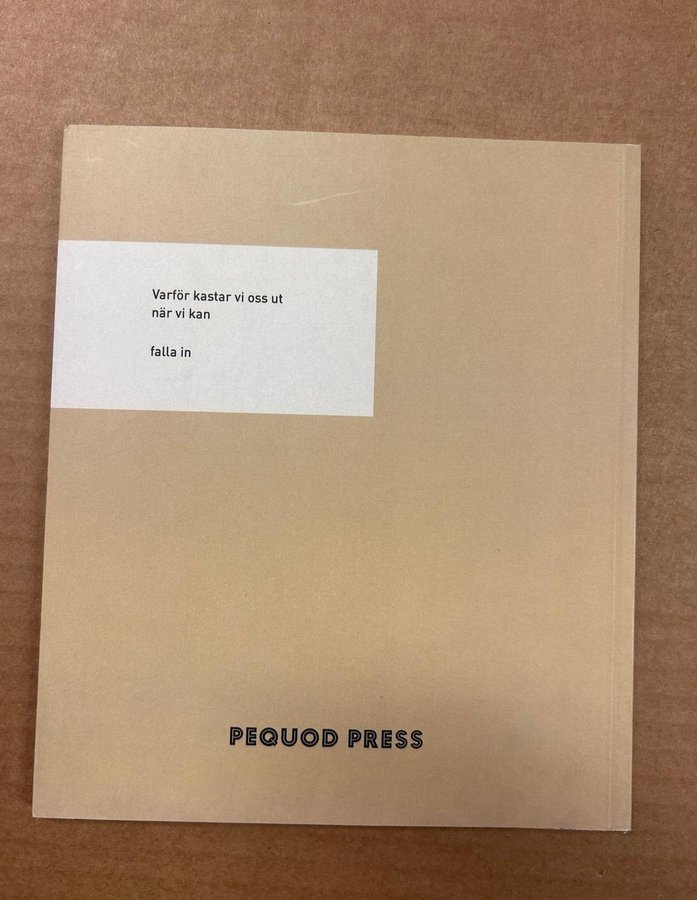 Varför kastar vi oss ut
när vi kan
falla in
PEQUOD PRESS